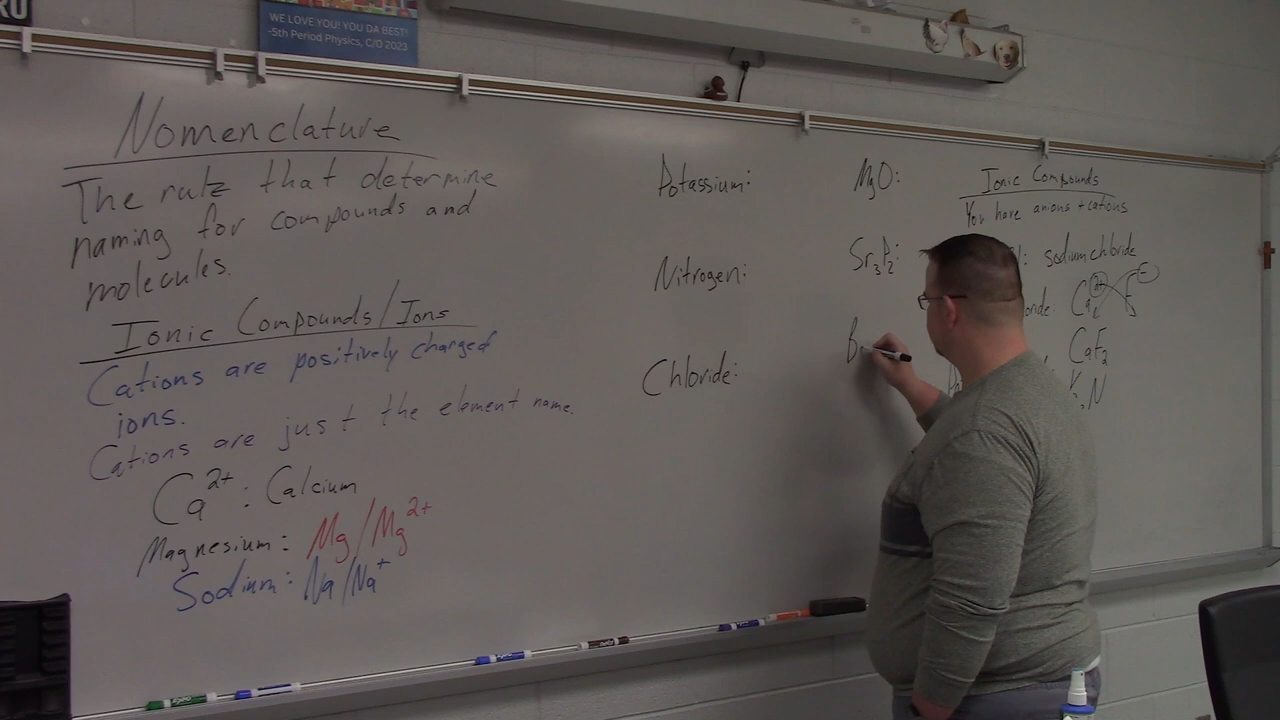 WE LOVE YOU! YOU DA BEST!
-5th Period Physics, C/O 2023
Nomenclature
The rule that determine
naming for compounds and
molecules.
Ionic Compounds/Ions
Cations are positively charged
ions.
Cations are just the element name.
Ca2+ : Calcium
Magnesium: Mg/Mg2+
Sodium: Na/Na+
Potassium:
Nitrogen:
Chloride:
MgO:
Sr3P2:
Ionic Compounds
You have anions + cations
: sodium chloride
CaF2
N